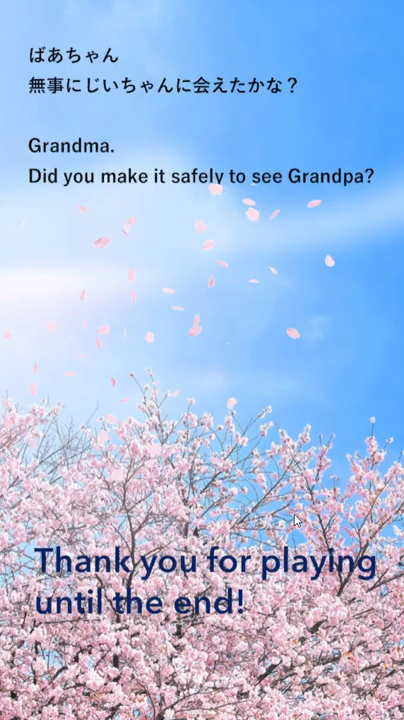 ばあちゃん
無事にじいちゃんに会えたかな？
Grandma.
Did you make it safely to see Grandpa?
Thank you for playing
until the end!